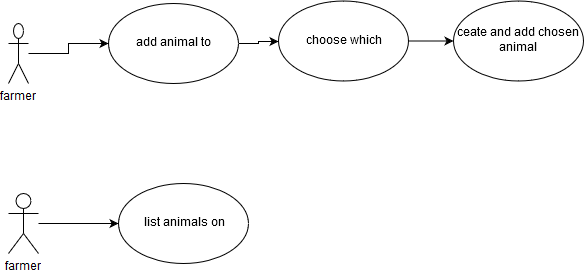 add animal to
choose which
ceate and add chosen
animal
farmer
list animals on
farmer